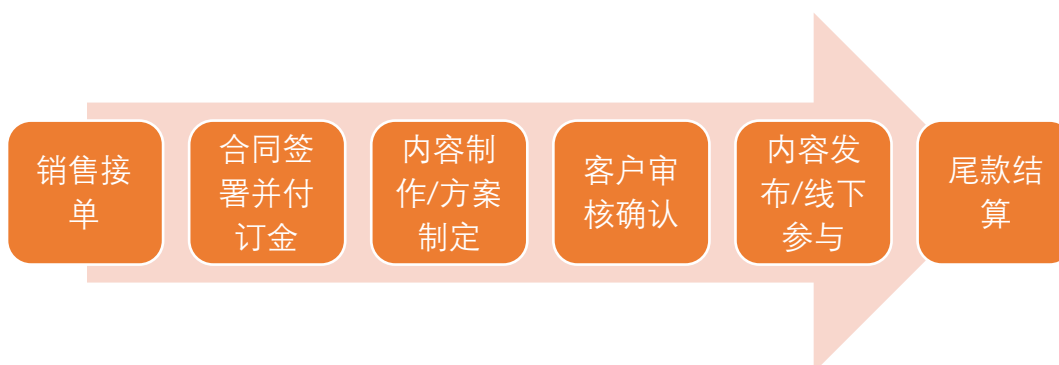 销售接
单
合同签
署并付
订金
内容制
作/方案
制定
客户审
核确认
内容发
布/线下
参与
尾款结
算